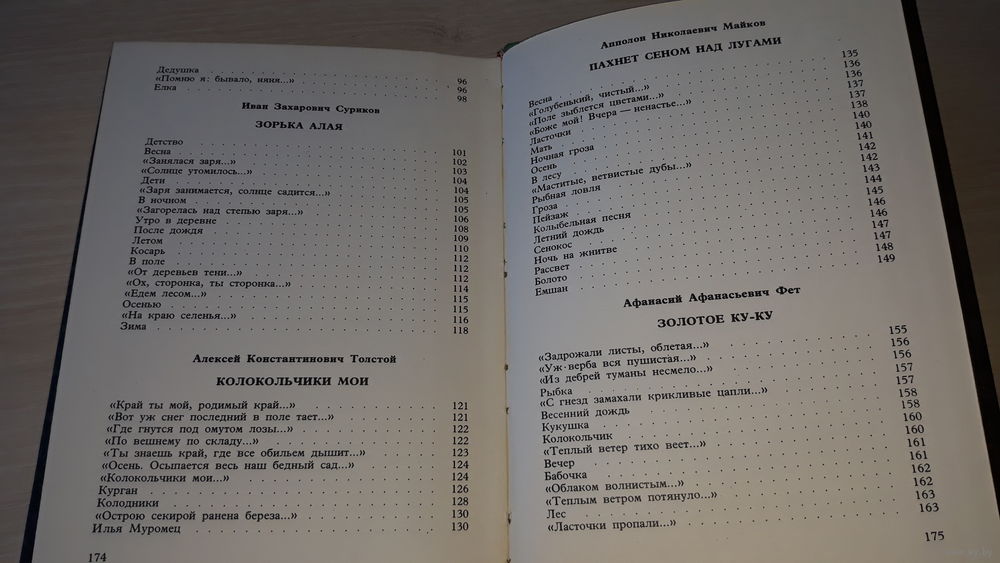 Дедушка 96
«Помню я: бывало, няня...» 96
Елка 98
Иван Захарович Суриков
ЗОРЬКА АЛАЯ
Детство 101
Весна 102
«Занялася заря...» 103
«Солнце утомилось...» 104
Дети 104
«Заря занимается, солнце садится...» 105
В ночном 105
«Загорелась над степью заря...» 106
Утро в деревне 108
После дождя 109
Летом 110
Косарь 112
В поле 112
«От деревьев тени...» 112
«Ох, сторонка, ты сторонка...» 114
«Едем лесом...» 115
Осенью 115
«На краю селенья...» 116
Зима 118
Алексей Константинович Толстой
КОЛОКОЛЬЧИКИ МОИ
«Край ты мой, родимый край...» 121
«Вот уж снег последний в поле тает...» 121
«Где гнутся под омутом лозы...» 122
«По вешнему по складу...» 122
«Ты знаешь край, где все обильем дышит...» 123
«Осень. Осыпается весь наш бедный сад...» 124
«Колокольчики мои...» 124
Курган 126
Колодники 128
«Острою секирой ранена береза...» 130
Илья Муромец 130
174
Апполон Николаевич Майков
ПАХНЕТ СЕНОМ НАД ЛУГАМИ
Весна 135
«Голубенький, чистый...» 136
«Поле зыблется цветами...» 136
«Боже мой! Вчера — ненастье...» 137
Ласточки 137
Мать 138
Ночная гроза 140
Осень 140
В лесу 141
«Маститые, ветвистые дубы...» 142
Рыбная ловля 142
Гроза 143
Пейзаж 144
Колыбельная песня 145
Летний дождь 146
Сенокос 146
Ночь на жнитве 147
Рассвет 147
Болото 148
Емшан 149
Афанасий Афанасьевич Фет
ЗОЛОТОЕ КУ-КУ
«Задрожали листы, облетая...» 155
«Уж верба вся пушистая...» 156
«Из дебрей туманы несмело...» 156
Рыбка 157
«С гнезд замахали крикливые цапли...» 157
Весенний дождь 158
Кукушка 158
Колокольчик 160
«Теплый ветер тихо веет...» 160
Вечер 161
Бабочка 161
«Облаком волнистым...» 162
«Теплым ветром потянуло...» 162
Лес 163
«Ласточки пропали...» 163
175